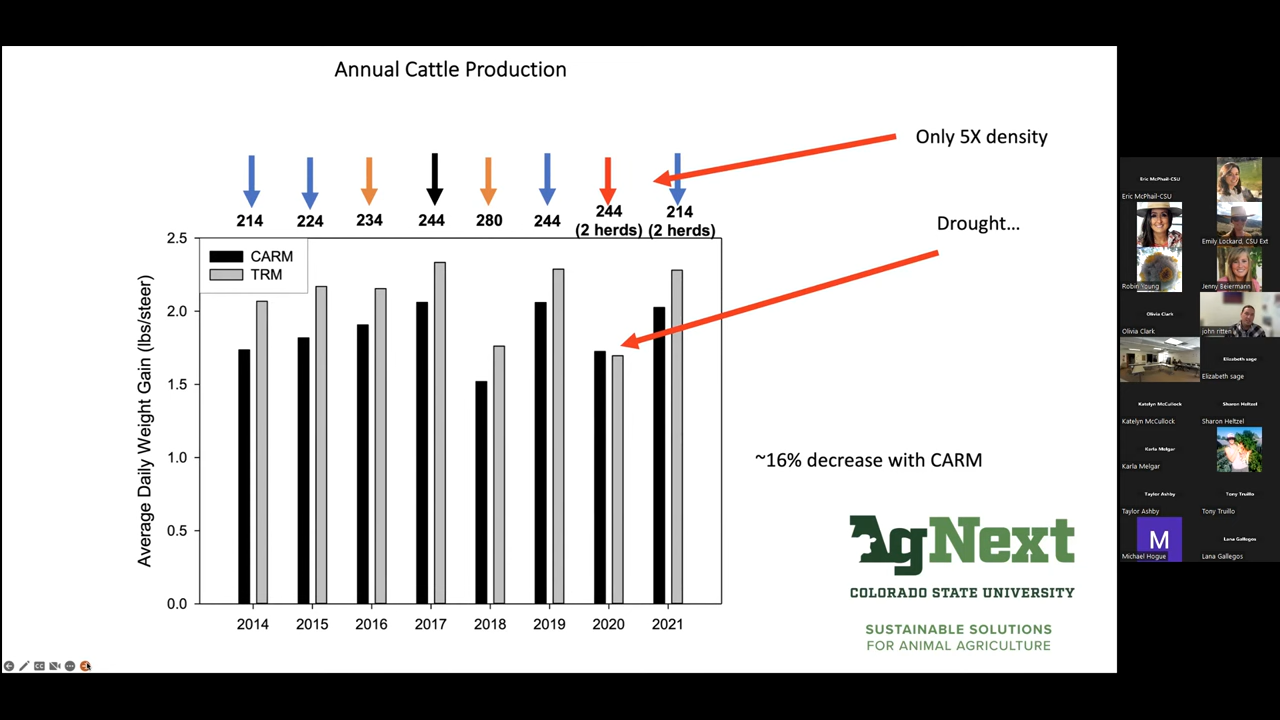 Annual Cattle Production
Only 5X density
Drought...
214
224
234
244
280
244
244
(2 herds)
214
(2 herds)
CARM
TRM
Average Daily Weight Gain (lbs/steer)
2.5
2.0
1.5
1.0
0.5
0.0
2014
2015
2016
2017
2018
2019
2020
2021
~16% decrease with CARM
AgNext
COLORADO STATE UNIVERSITY
SUSTAINABLE SOLUTIONS
FOR ANIMAL AGRICULTURE
Eric McPhail-CSU
Eric McPhail-CSU
Emily Lockard, CSU Ext
Robin Young
Jenny Beiermann
Olivia Clark
Olivia Clark
john ritten
Elizabeth sage
Elizabeth sage
Katelyn McCullock
Katelyn McCullock
Sharon Heltzel
Sharon Heltzel
Karla Melgar
Karla Melgar
Taylor Ashby
Taylor Ashby
Tony Truillo
Tony Truillo
M
Michael Hogue
Lana Gallegos
Lana Gallegos
CC